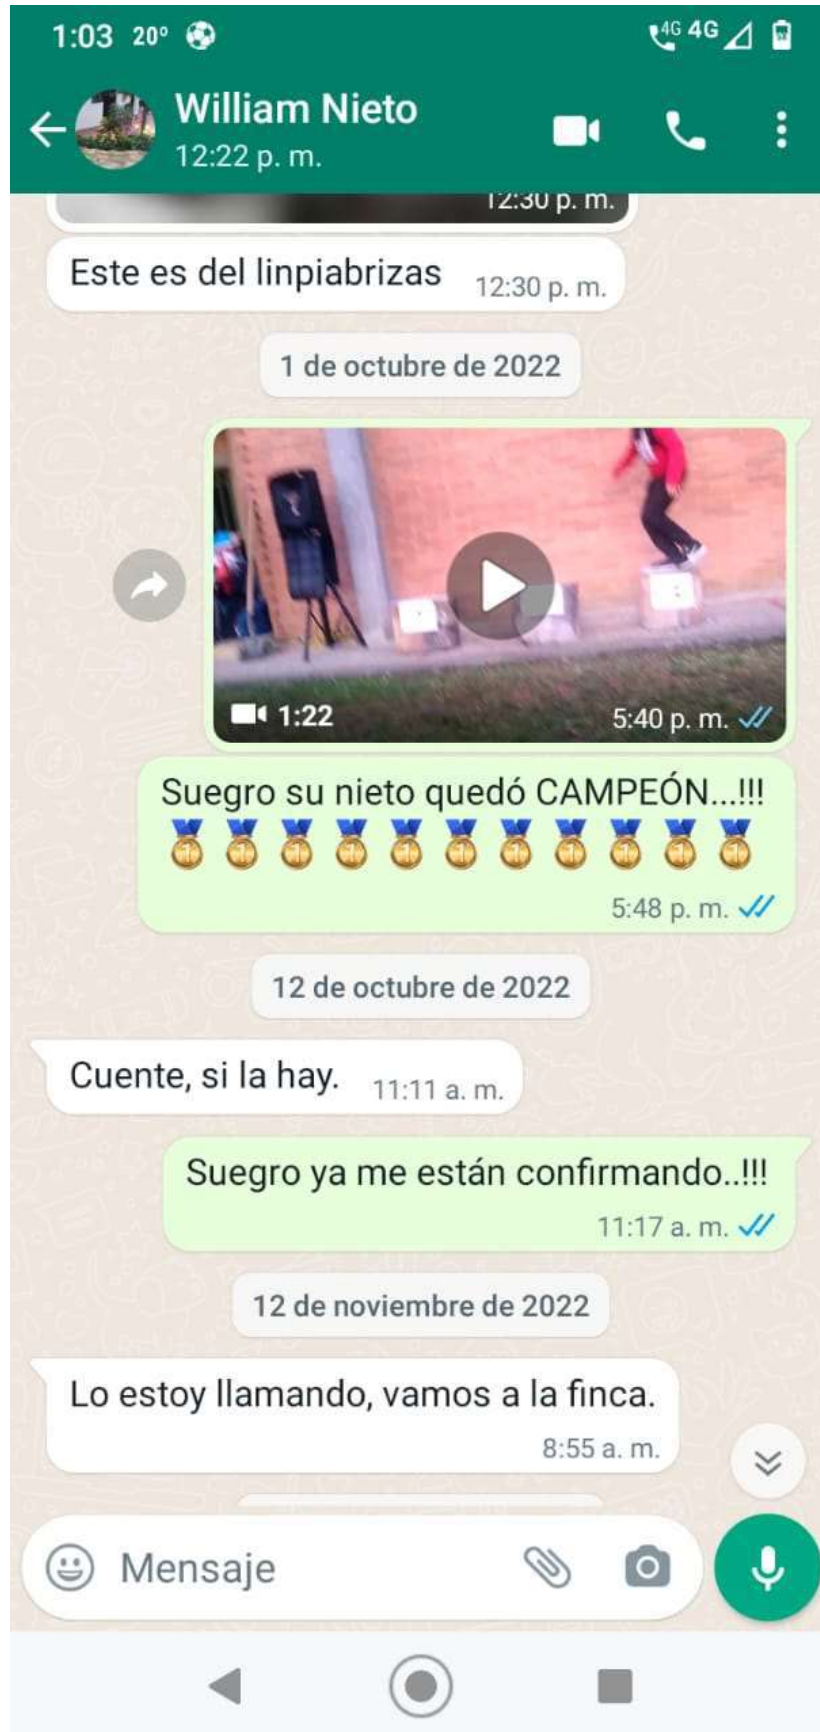 1:03 20°
4G 4G
William Nieto
12:22 p. m.
12:30 p. m.
Este es del linpiabrizas 12:30 p. m.
1 de octubre de 2022
1:22 5:40 p. m.
Suegro su nieto quedó CAMPEÓN...!!!
5:48 p. m.
12 de octubre de 2022
Cuente, si la hay. 11:11 a. m.
Suegro ya me están confirmando..!!!
11:17 a. m.
12 de noviembre de 2022
Lo estoy llamando, vamos a la finca.
8:55 a. m.
Mensaje